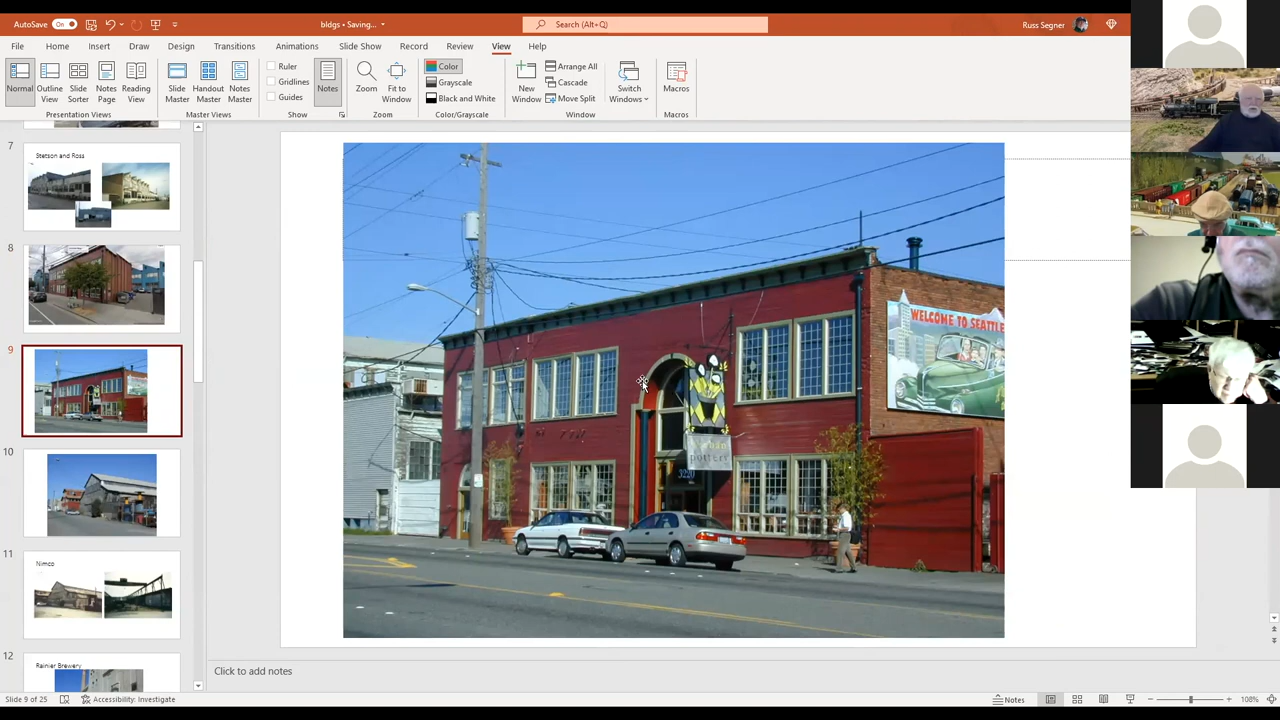 AutoSave On bldgs • Saving... Search (Alt+Q) Russ Segner
File Home Insert Draw Design Transitions Animations Slide Show Record Review View Help
Normal Outline View Slide Sorter Notes Page Reading View
Slide Master Handout Master Notes Master
Ruler
Gridlines
Guides
Notes
Zoom Fit to Window
Color
Grayscale
Black and White
New Window
Arrange All
Cascade
Move Split
Switch Windows
Macros
Presentation Views Master Views Show Zoom Color/Grayscale Window Macros
7
Stetson and Ross
8
9
10
11
Nimco
12
Rainier Brewery
WELCOME TO SEATTLE
pottery
3220
Click to add notes
Slide 9 of 25 Accessibility: Investigate Notes 108%